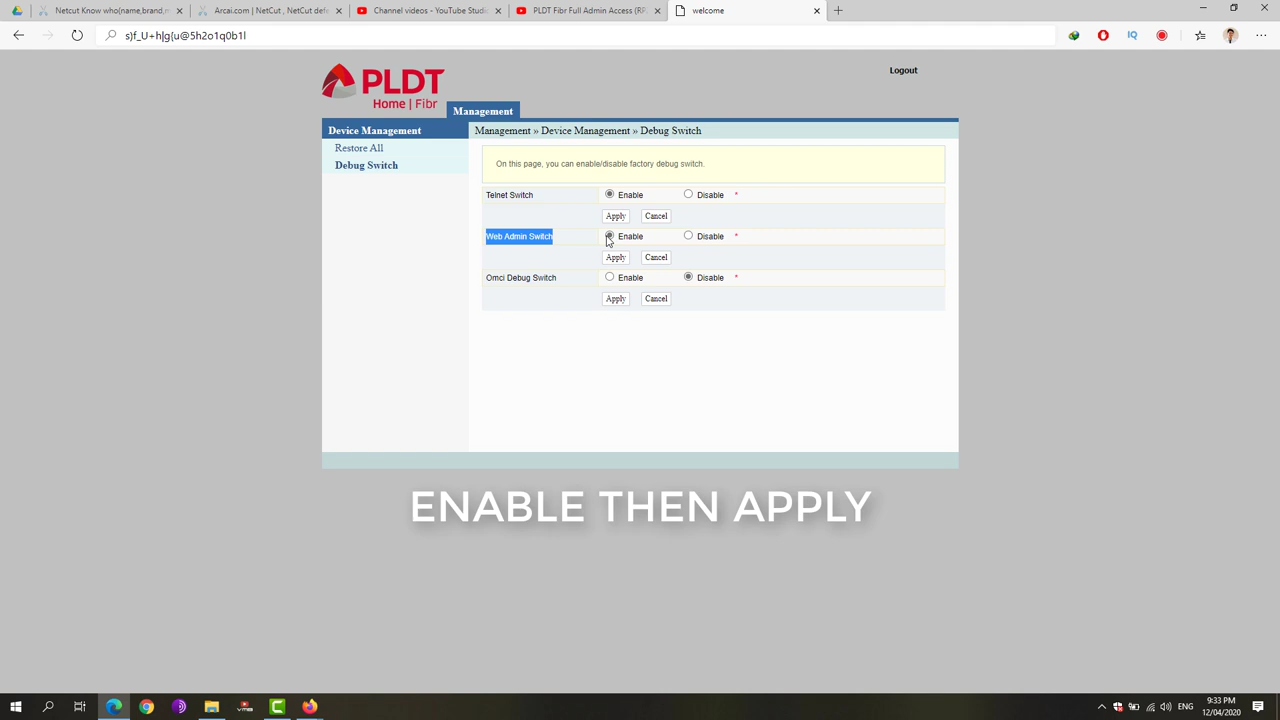 Netcut Know who(name,brand,m
Arcai.com | NetCut, NetCut defe
Channel videos - YouTube Studio
PLDT Fibr Full Admin Access (RP
welcome
s)f_U+h|g{u@5h2o1q0b1l
IQ
PLDT
Home | Fibr
Logout
Management
Device Management
Management » Device Management » Debug Switch
Restore All
Debug Switch
On this page, you can enable/disable factory debug switch.
Telnet Switch Enable Disable *
Apply Cancel
Web Admin Switch Enable Disable *
Apply Cancel
Omci Debug Switch Enable Disable *
Apply Cancel
ENABLE THEN APPLY
ENG
9:33 PM
12/04/2020